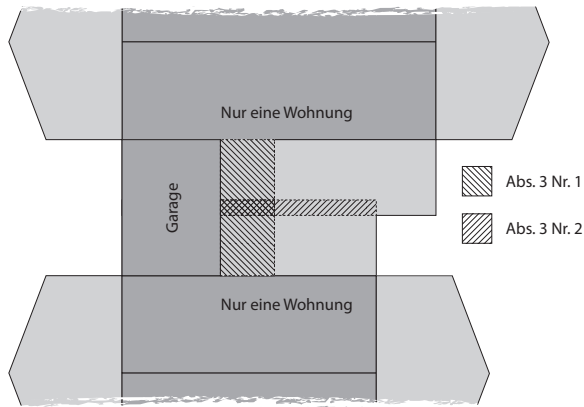 Nur eine Wohnung
Garage
Abs. 3 Nr. 1
Abs. 3 Nr. 2
Nur eine Wohnung